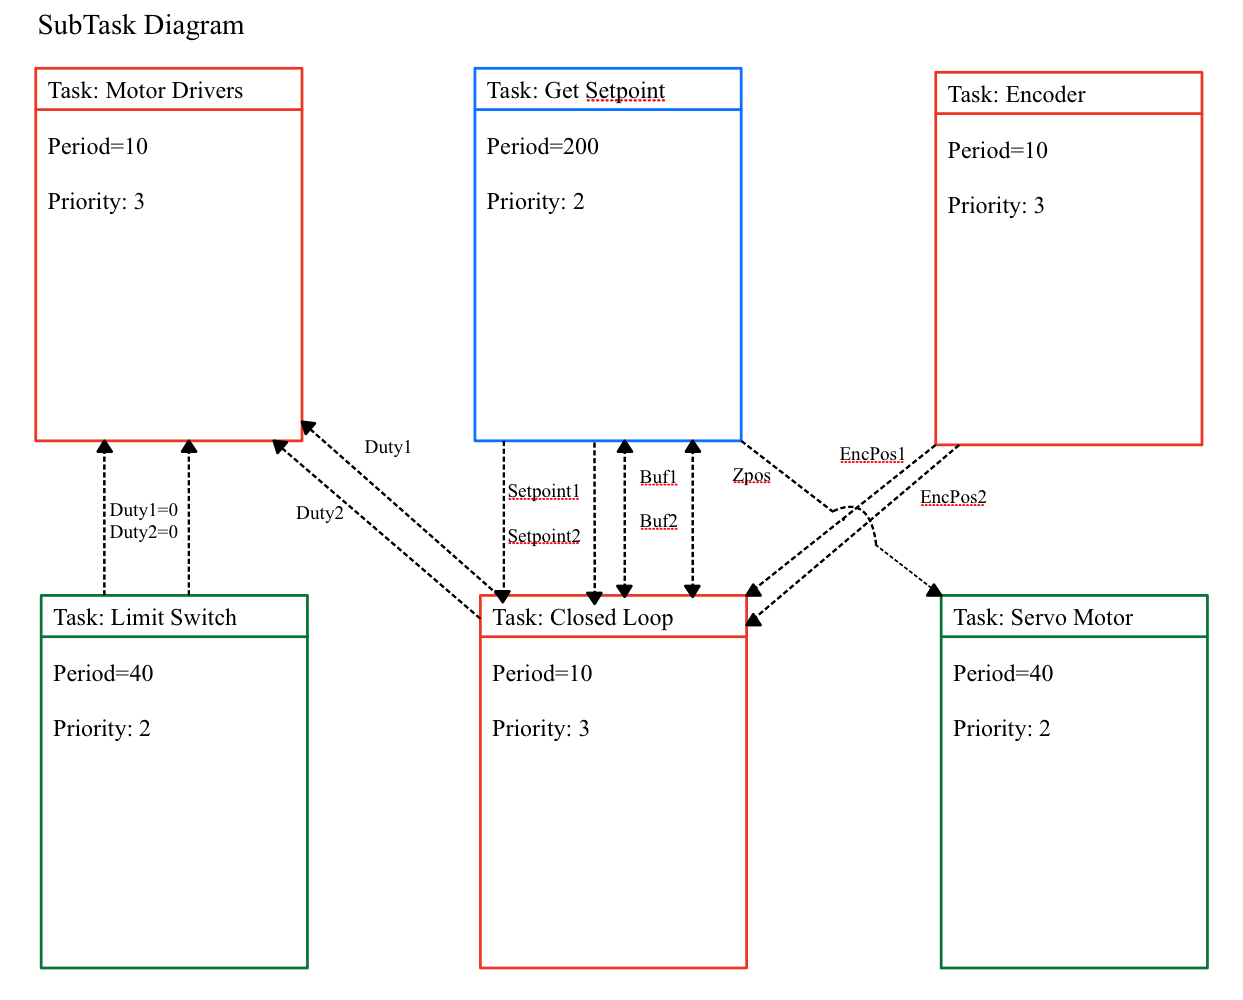 SubTask Diagram
Task: Motor Drivers
Period=10
Priority: 3
Task: Get Setpoint
Period=200
Priority: 2
Task: Encoder
Period=10
Priority: 3
Duty1
Duty2
Duty1=0
Duty2=0
Setpoint1
Setpoint2
Buf1
Buf2
Zpos
EncPos1
EncPos2
Task: Limit Switch
Period=40
Priority: 2
Task: Closed Loop
Period=10
Priority: 3
Task: Servo Motor
Period=40
Priority: 2